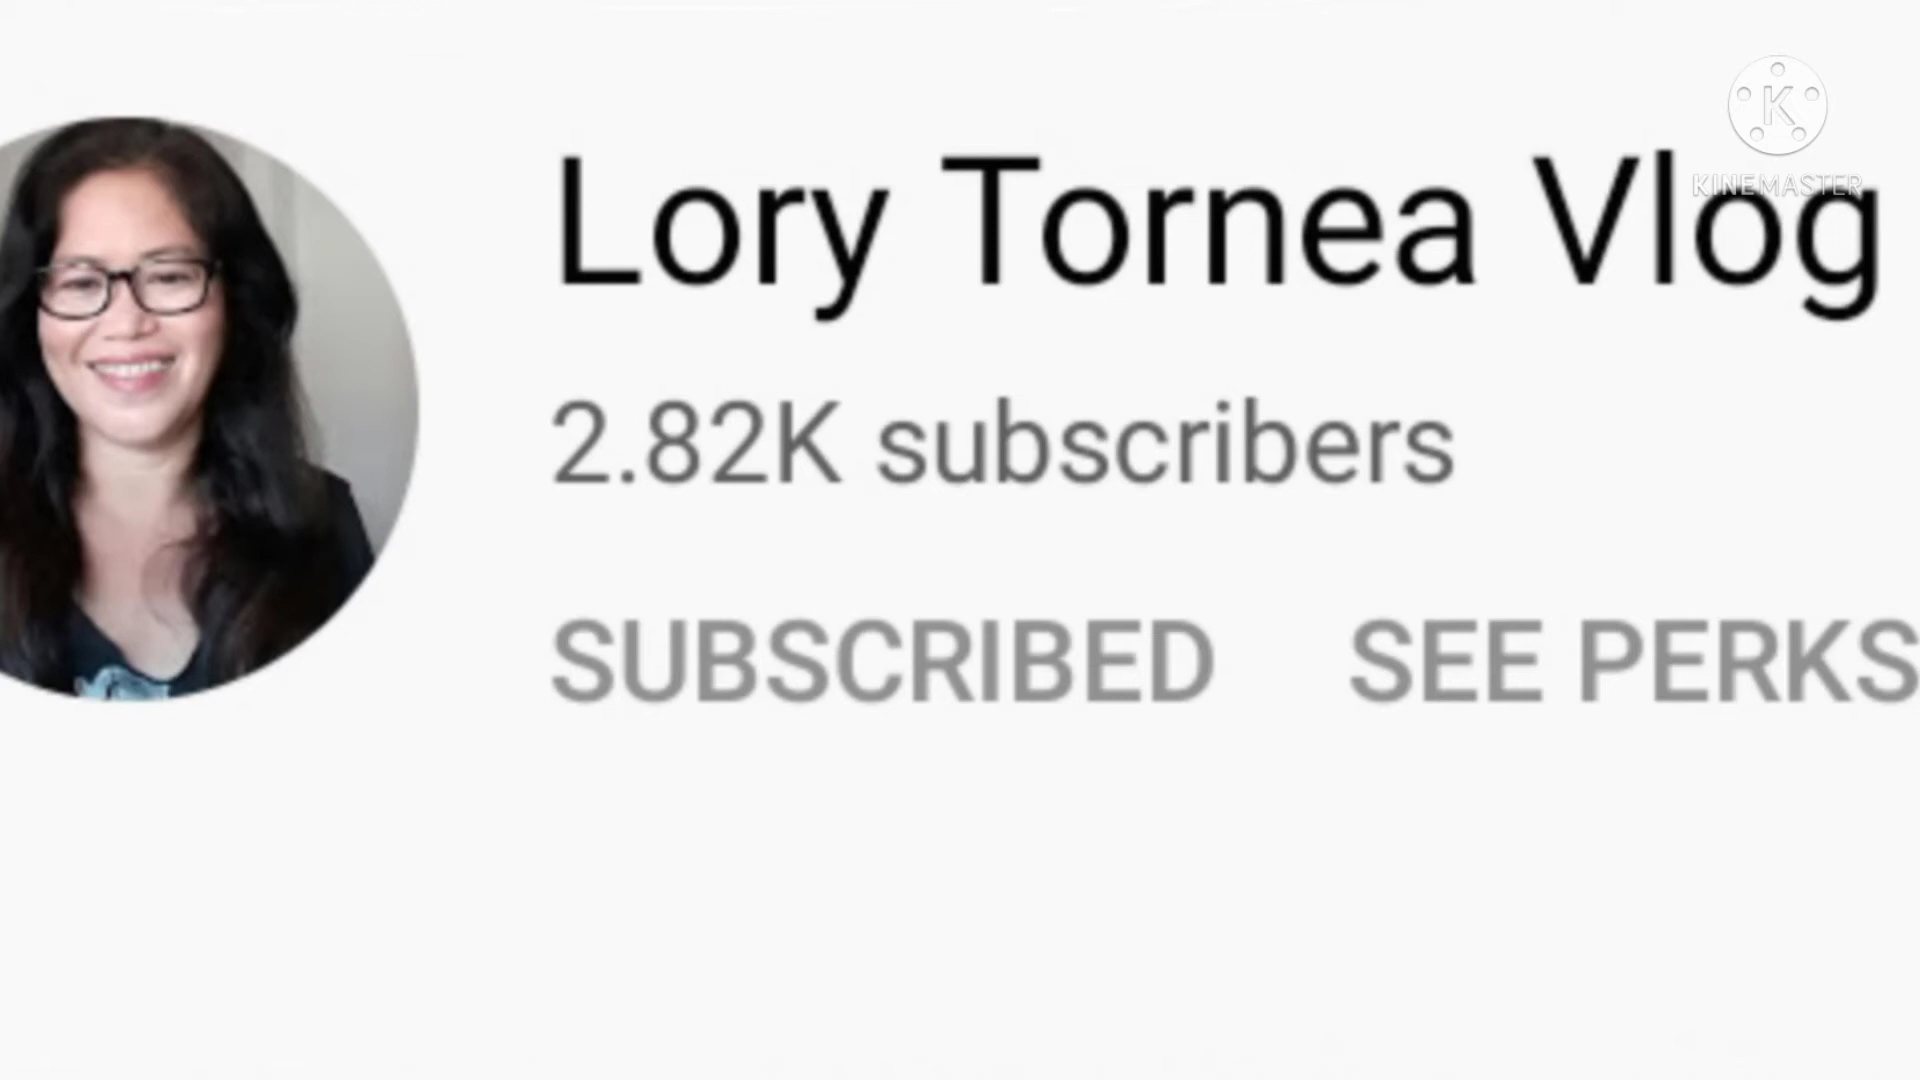 K
KINEMASTER
Lory Tornea Vlog
2.82K subscribers
SUBSCRIBED SEE PERKS